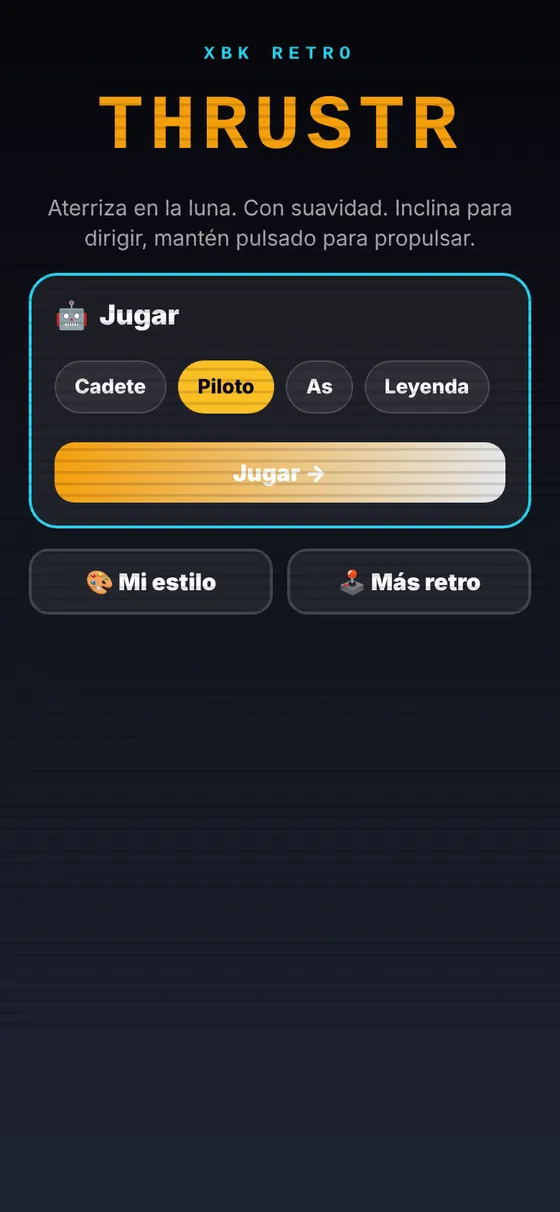 XBK RETRO
THRUSTR
Aterriza en la luna. Con suavidad. Inclina para
dirigir, mantén pulsado para propulsar.
🤖 Jugar
Cadete Piloto As Leyenda
Jugar →
🎨 Mi estilo 🕹️ Más retro